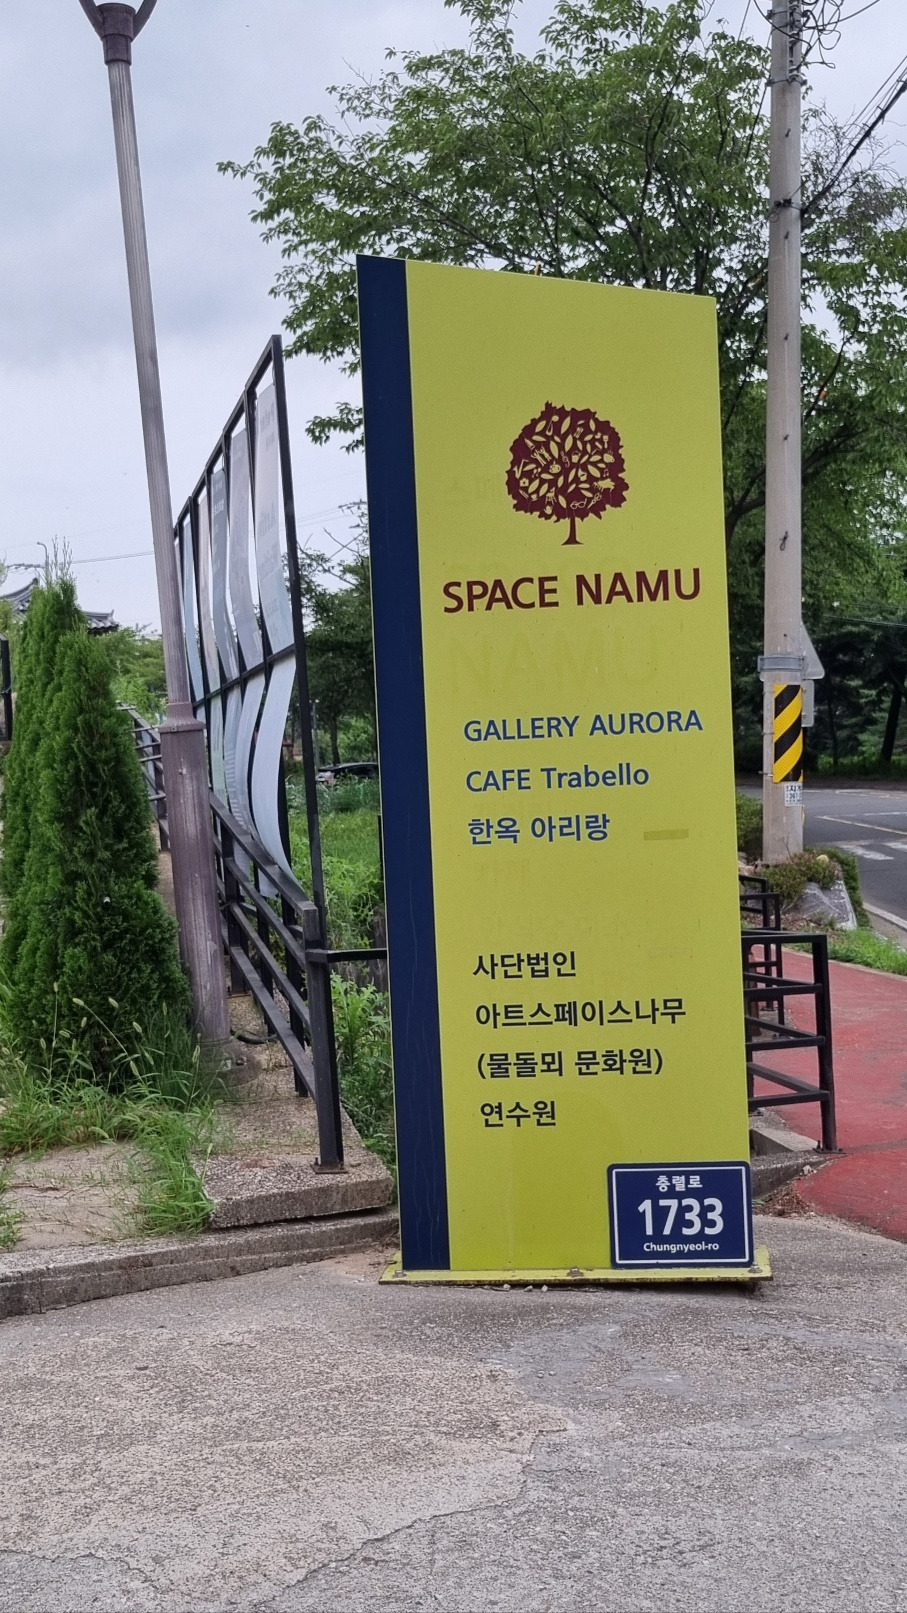 SPACE NAMU
GALLERY AURORA
CAFE Trabello
한옥 아리랑
사단법인
아트스페이스나무
(물돌뫼 문화원)
연수원
충렬로
1733
Chungnyeol-ro